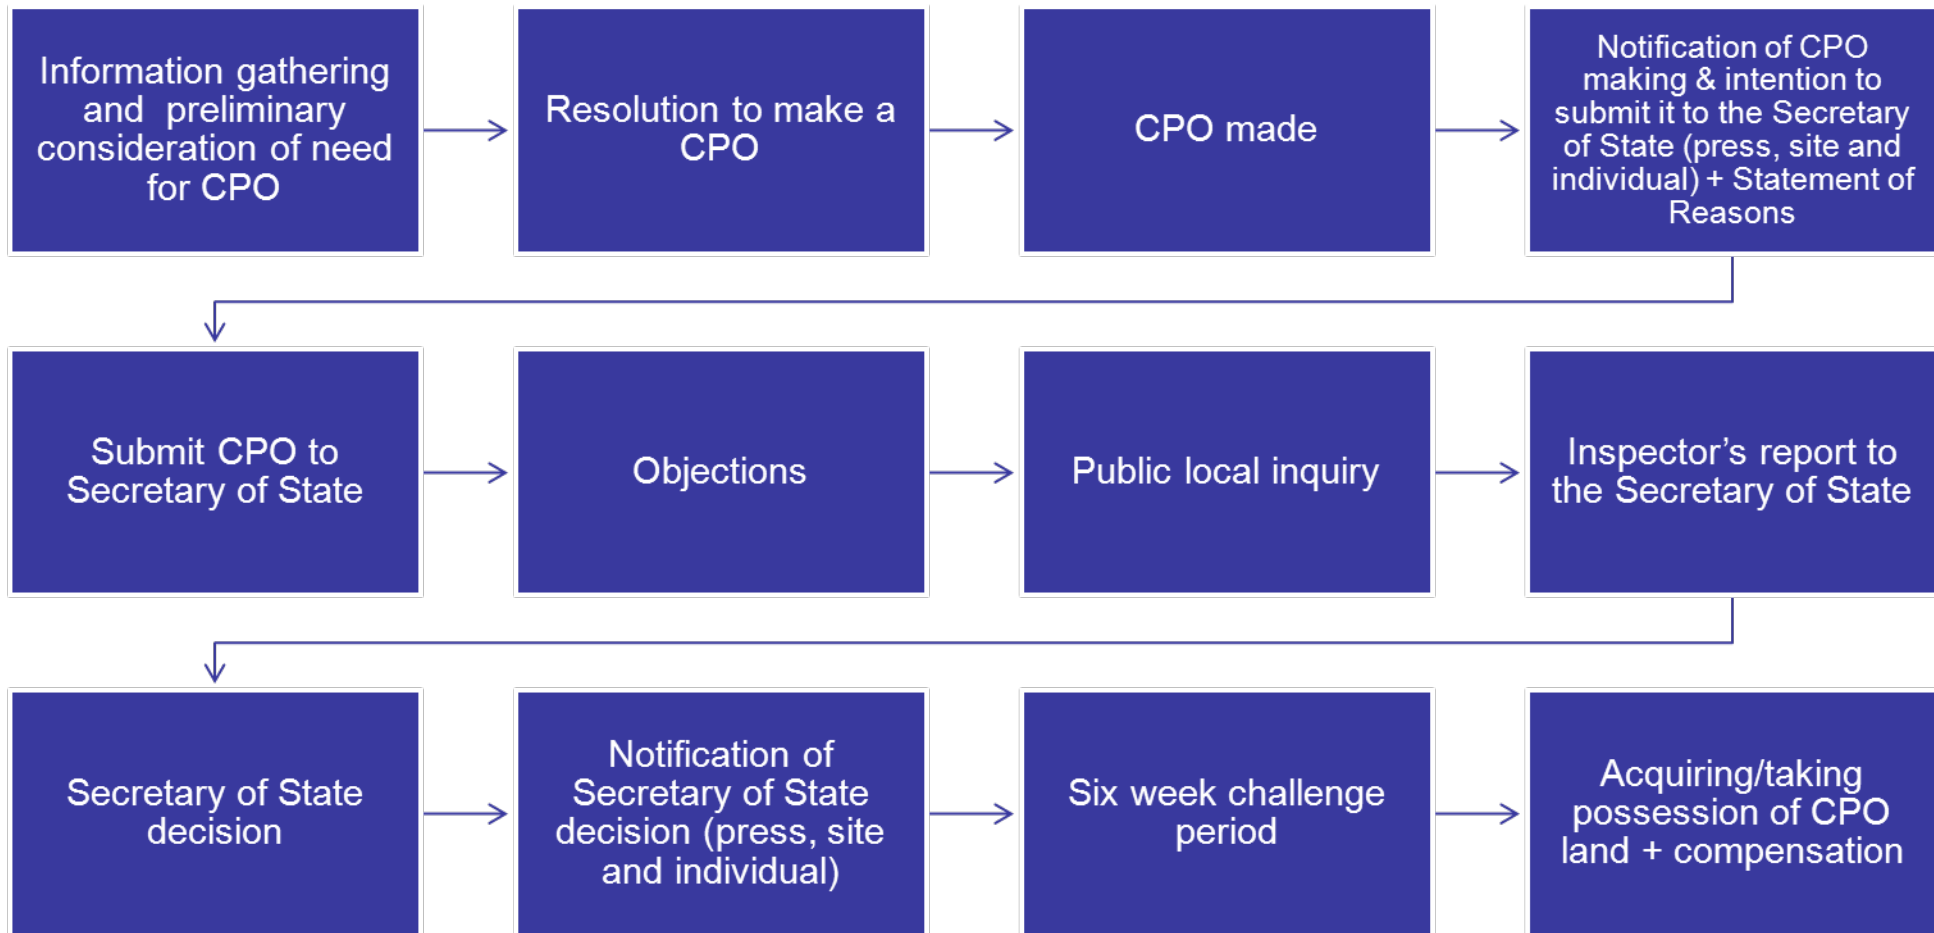 Information gathering
and preliminary
consideration of need
for CPO
Resolution to make a
CPO
CPO made
Notification of CPO
making & intention to
submit it to the Secretary
of State (press, site and
individual) + Statement of
Reasons
Submit CPO to
Secretary of State
Objections
Public local inquiry
Inspector’s report to
the Secretary of State
Secretary of State
decision
Notification of
Secretary of State
decision (press, site
and individual)
Six week challenge
period
Acquiring/taking
possession of CPO
land + compensation